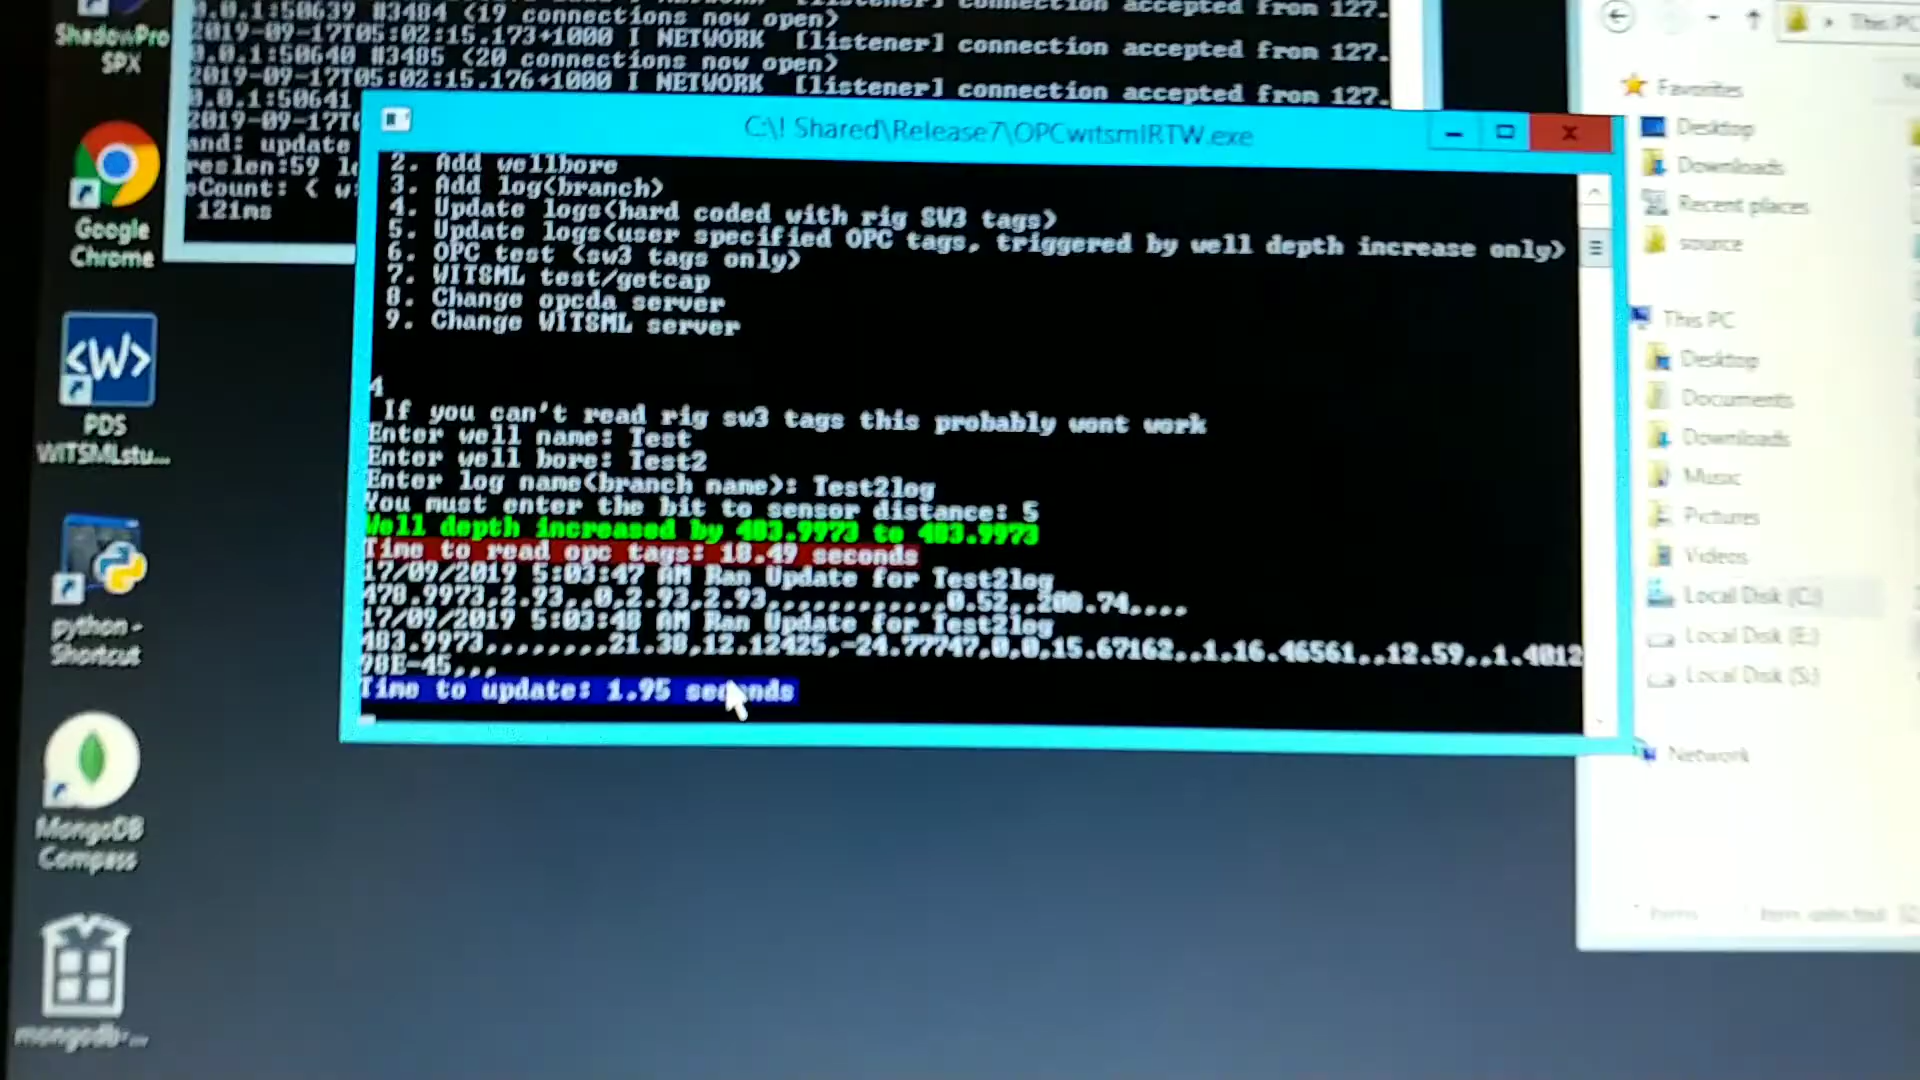 ShadowPro
SPX
0.0.1:50639 #3484 (19 connections now open)
2019-09-17T05:02:15.173+1000 I NETWORK [listener] connection accepted from 127.
0.0.1:50640 #3485 (20 connections now open)
2019-09-17T05:02:15.176+1000 I NETWORK [listener] connection accepted from 127.
0.0.1:50641
2019-09-17T0
and: update
reslen:59 lo
eCount: { w:
121ms
C:\! Shared\Release7\OPCwitsmlRTW.exe
2. Add wellbore
3. Add log(branch)
4. Update logs(hard coded with rig SW3 tags)
5. Update logs(user specified OPC tags, triggered by well depth increase only)
6. OPC test (sw3 tags only)
7. WITSML test/getcap
8. Change opcda server
9. Change WITSML server
4
If you can't read rig sw3 tags this probably wont work
Enter well name: Test
Enter well bore: Test2
Enter log name(branch name): Test2log
You must enter the bit to sensor distance: 5
Well depth increased by 483.9973 to 483.9973
Time to read opc tags: 18.49 seconds
17/09/2019 5:03:47 AM Ran Update for Test2log
478.9973,2.93,,0,2.93,2.93,,,,,,,,,,,,0.52,,208.74,,,,
17/09/2019 5:03:48 AM Ran Update for Test2log
483.9973,,,,,,,,21.38,12.12425,-24.77747,0,0,15.67162,,1,16.46561,,12.59,,1.4012
98E-45,,,
Time to update: 1.95 seconds
Google
Chrome
<W>
PDS
WITSMLstu...
python -
Shortcut
MongoDB
Compass
mongodb-...
This PC
Favorites
Desktop
Downloads
Recent places
source
This PC
Desktop
Documents
Downloads
Music
Pictures
Videos
Local Disk (C:)
Local Disk (E:)
Local Disk (S:)
Network